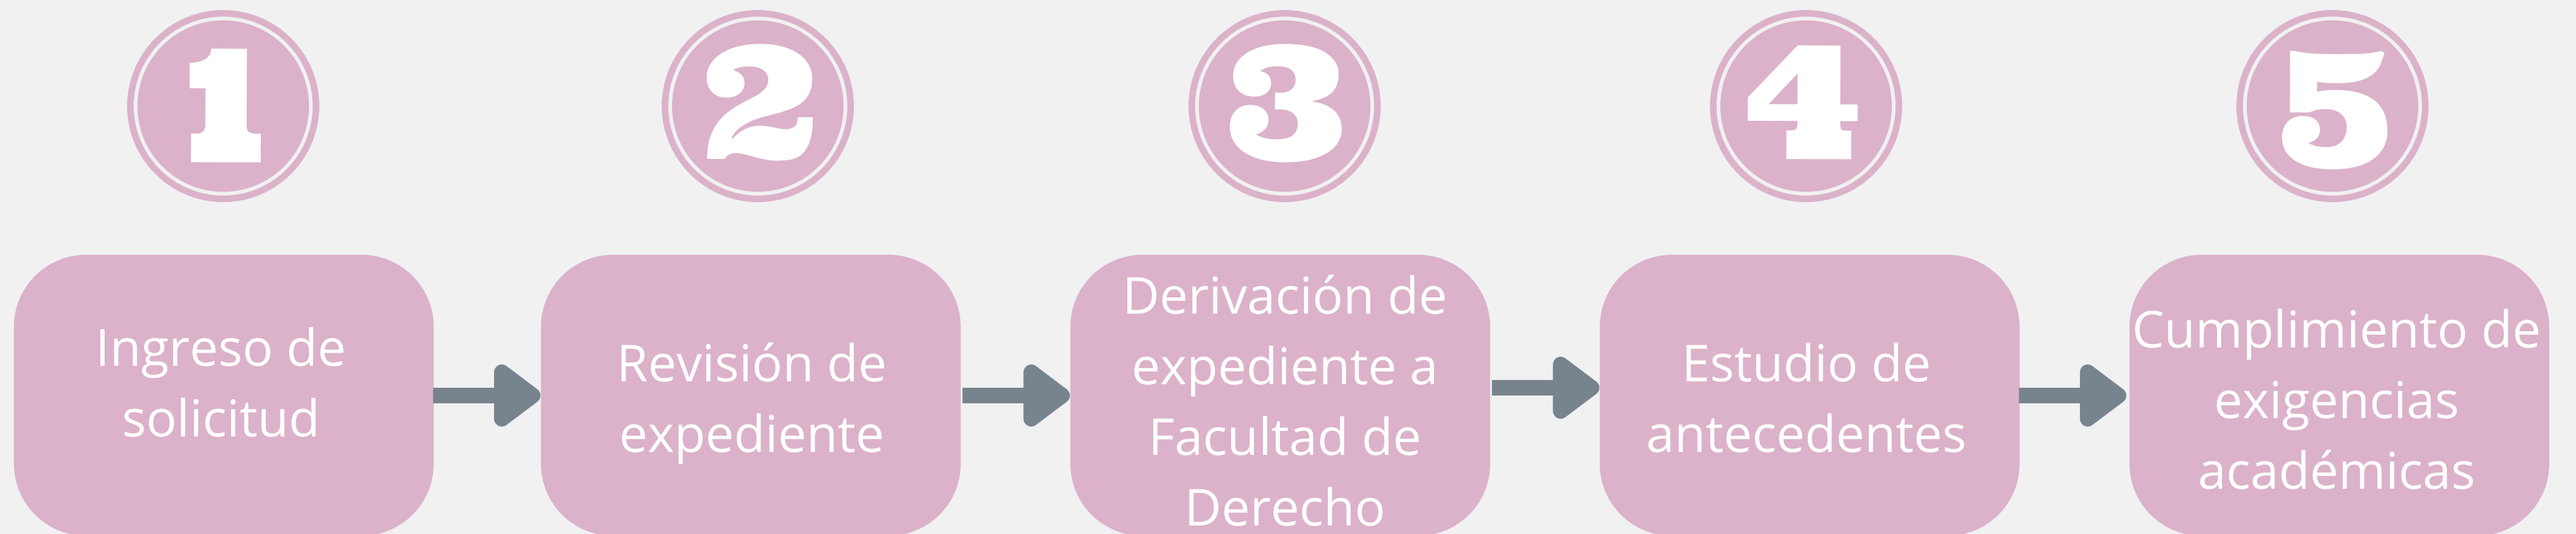 1
Ingreso de
solicitud
2
Revisión de
expediente
3
Derivación de
expediente a
Facultad de
Derecho
4
Estudio de
antecedentes
5
Cumplimiento de
exigencias
académicas